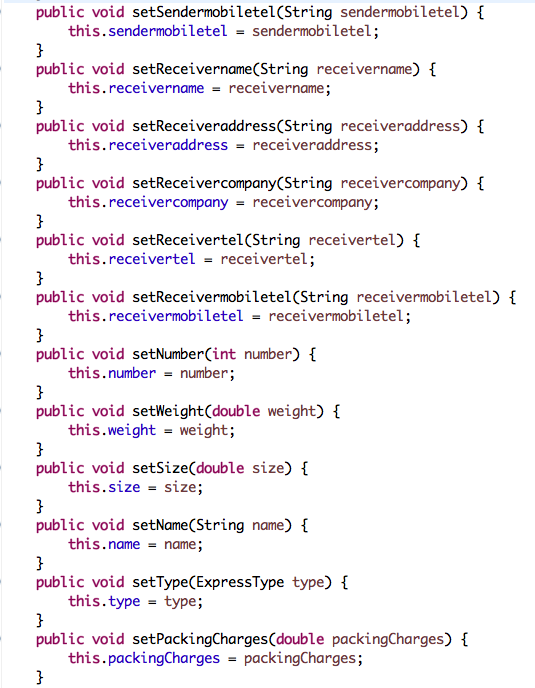 public void setSendermobiletel(String sendermobiletel) {
this.sendermobiletel = sendermobiletel;
}
public void setReceivername(String receivername) {
this.receivername = receivername;
}
public void setReceiveraddress(String receiveraddress) {
this.receiveraddress = receiveraddress;
}
public void setReceivercompany(String receivercompany) {
this.receivercompany = receivercompany;
}
public void setReceivertel(String receivertel) {
this.receivertel = receivertel;
}
public void setReceivermobiletel(String receivermobiletel) {
this.receivermobiletel = receivermobiletel;
}
public void setNumber(int number) {
this.number = number;
}
public void setWeight(double weight) {
this.weight = weight;
}
public void setSize(double size) {
this.size = size;
}
public void setName(String name) {
this.name = name;
}
public void setType(ExpressType type) {
this.type = type;
}
public void setPackingCharges(double packingCharges) {
this.packingCharges = packingCharges;
}